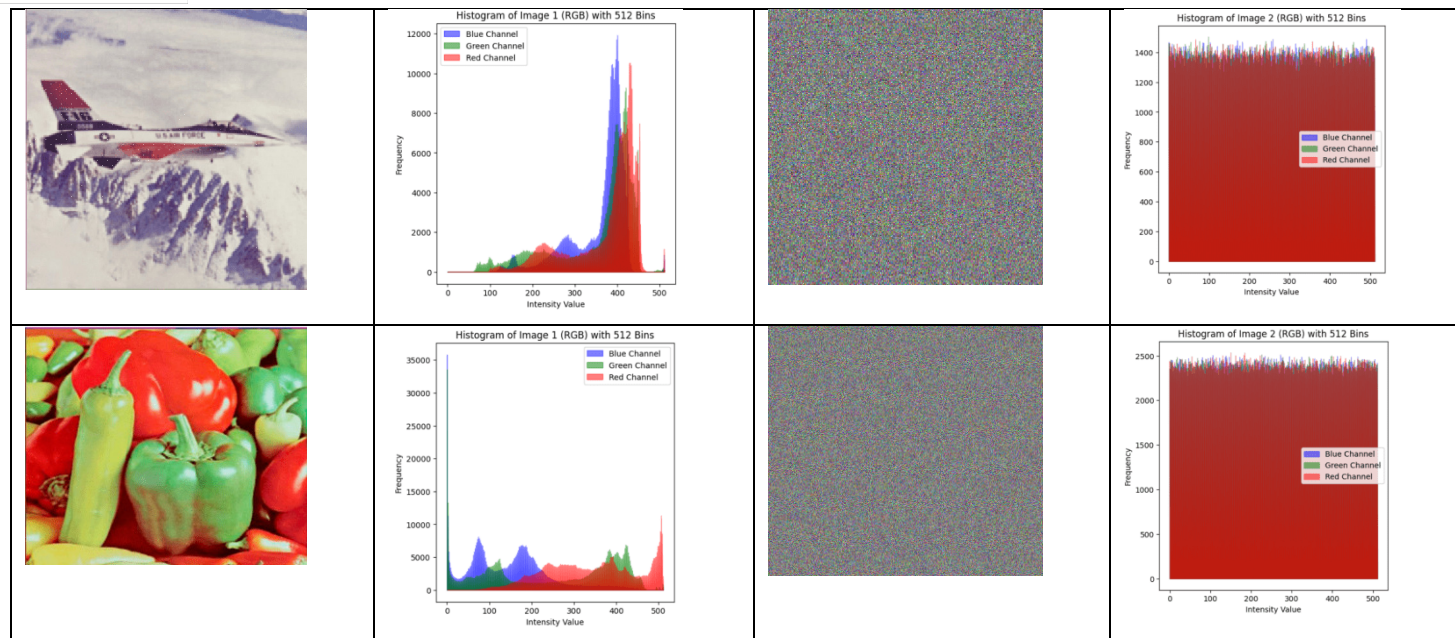 Histogram of Image 1 (RGB) with 512 Bins
Blue Channel
Green Channel
Red Channel
12000
10000
8000
6000
4000
2000
0
Frequency
0 100 200 300 400 500
Intensity Value
U.S. AIR FORCE
Histogram of Image 2 (RGB) with 512 Bins
1400
1200
1000
800
600
400
200
0
Frequency
Blue Channel
Green Channel
Red Channel
0 100 200 300 400 500
Intensity Value
Histogram of Image 1 (RGB) with 512 Bins
Blue Channel
Green Channel
Red Channel
35000
30000
25000
20000
15000
10000
5000
0
Frequency
0 100 200 300 400 500
Intensity Value
Histogram of Image 2 (RGB) with 512 Bins
2500
2000
1500
1000
500
0
Frequency
Blue Channel
Green Channel
Red Channel
0 100 200 300 400 500
Intensity Value